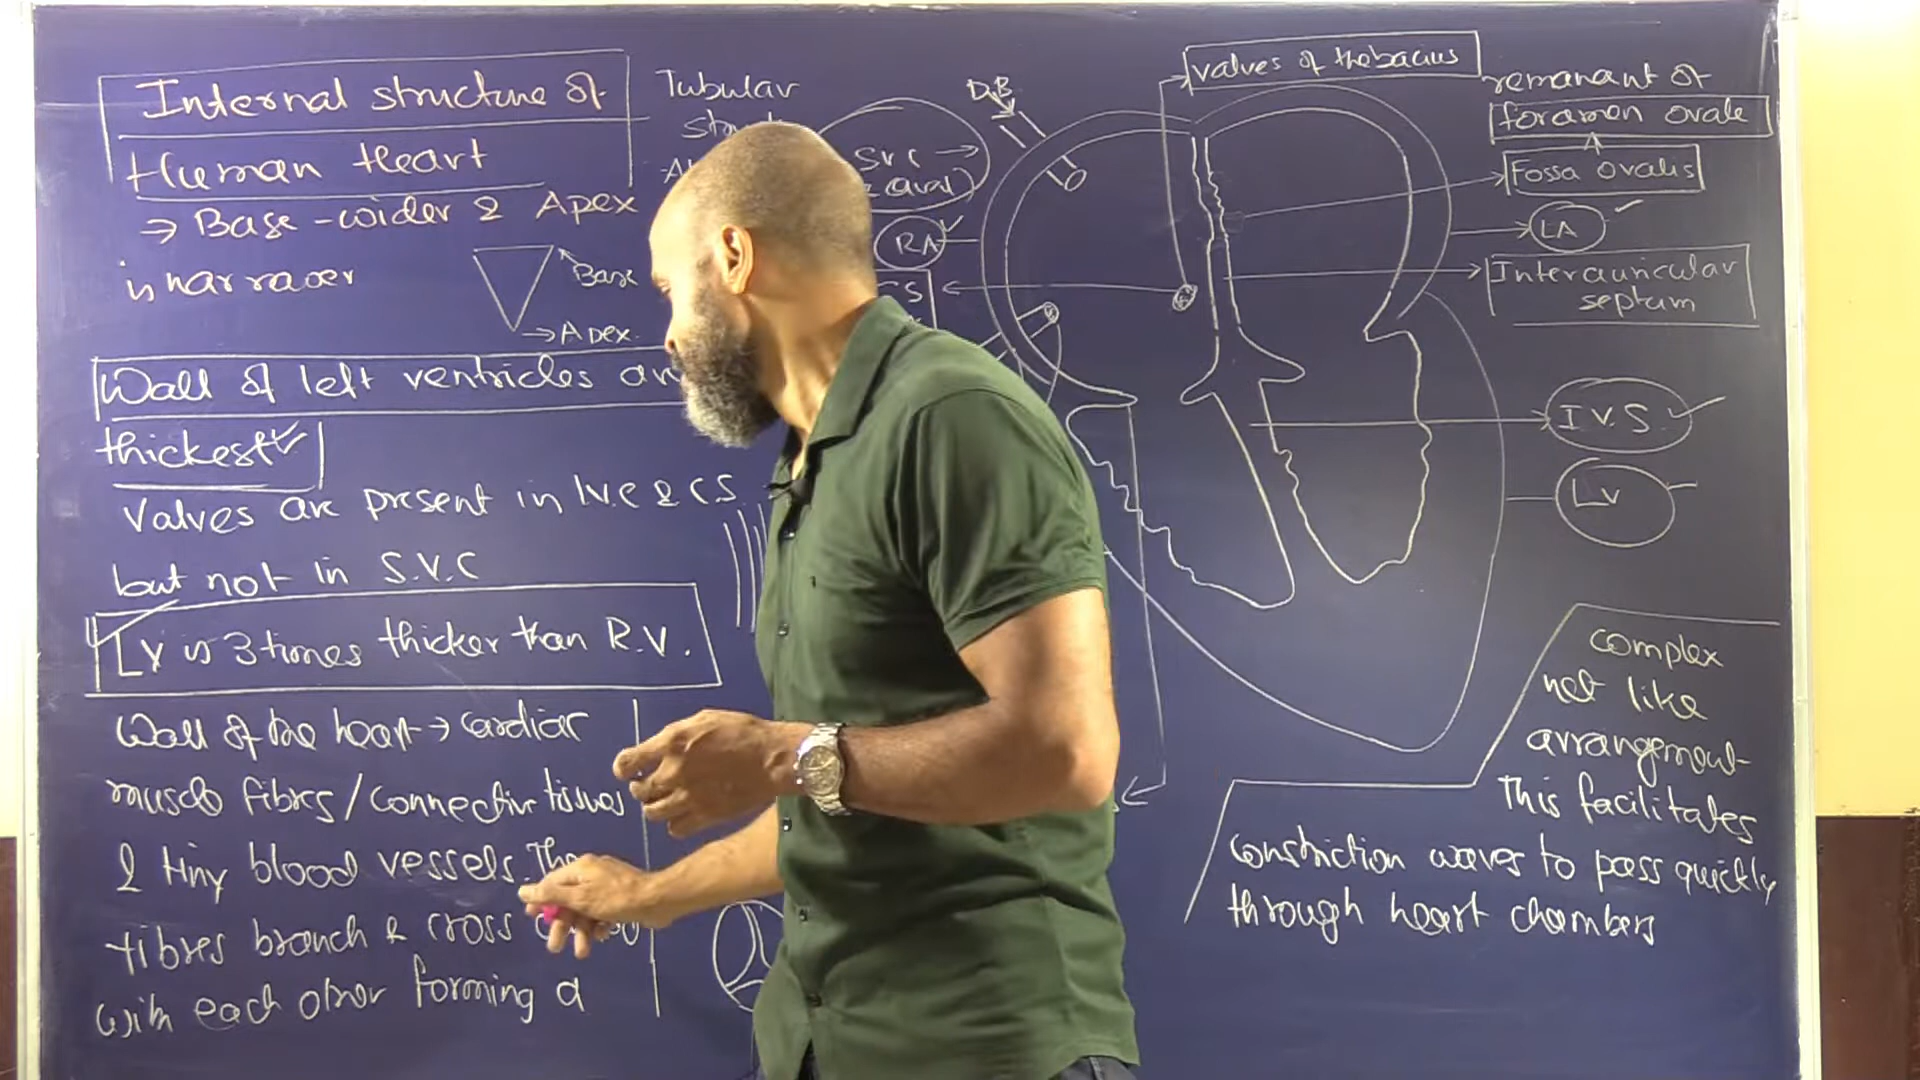 Internal structure of
Human Heart
→ Base - wider & Apex
is narrawer
Base
→ Apex.
Wall of left ventricles are
thickest
Valves are present in I.V.C & C.S
but not in S.V.C
LV is 3 times thicker than R.V.
Wall of the heart → cardiac
muscle fibres / connective tissues
& tiny blood vessels. The
fibres branch & cross
with each other forming a
Tubular
SVC
RA
CS
D.B
valves of thebacius
remanant of
foramen ovale
Fossa ovalis
LA
Interauricular
septum
I.V.S
LV
complex
net like
arrangement
This facilitates
constriction waves to pass quickly
through heart chambers